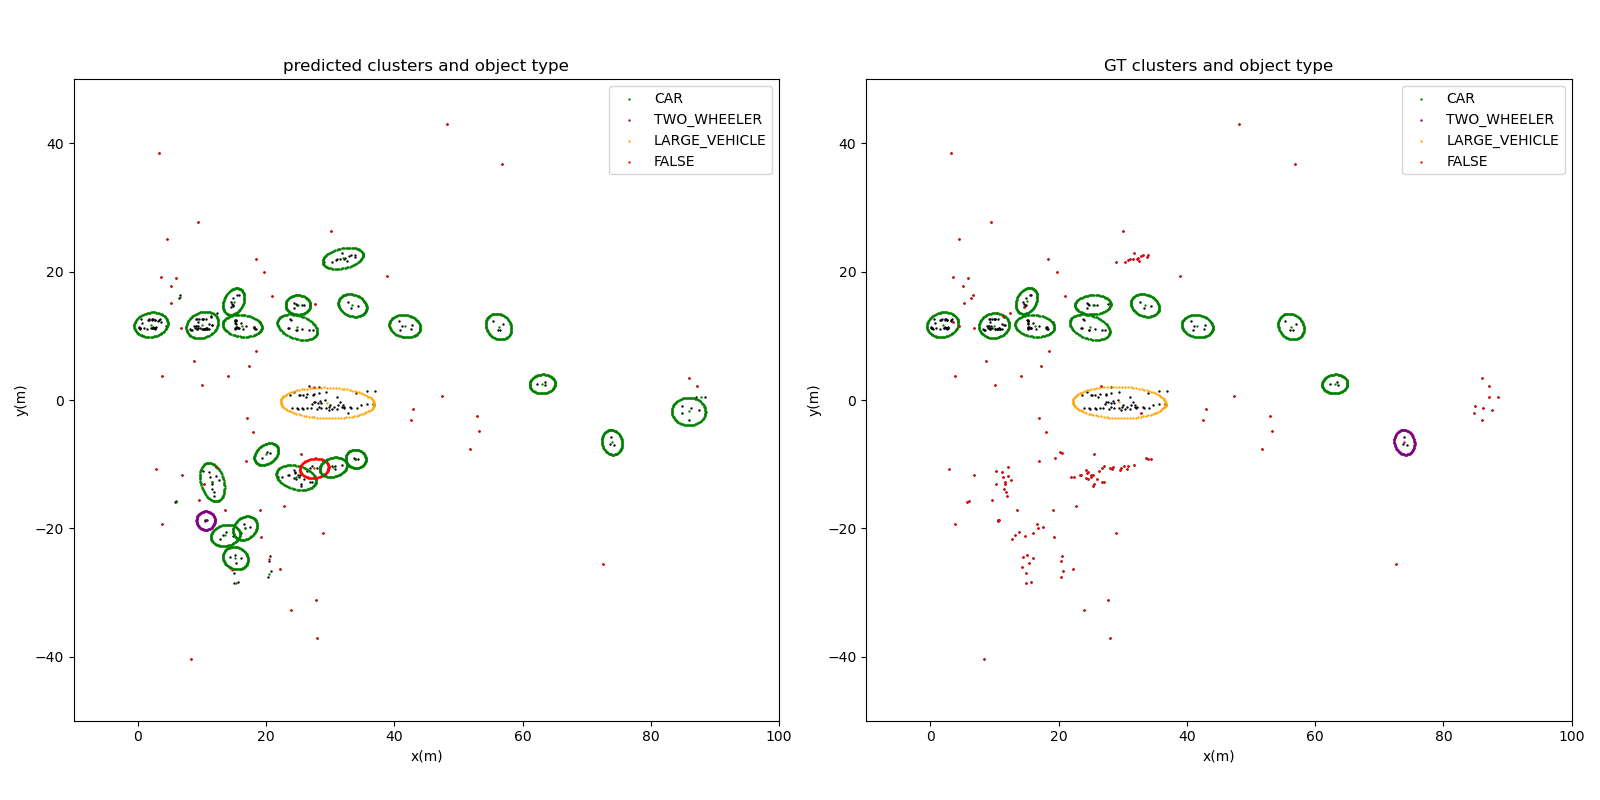 predicted clusters and object type
CAR
TWO_WHEELER
LARGE_VEHICLE
FALSE
40
20
0
−20
−40
y(m)
0
20
40
60
80
100
x(m)
GT clusters and object type
CAR
TWO_WHEELER
LARGE_VEHICLE
FALSE
40
20
0
−20
−40
y(m)
0
20
40
60
80
100
x(m)